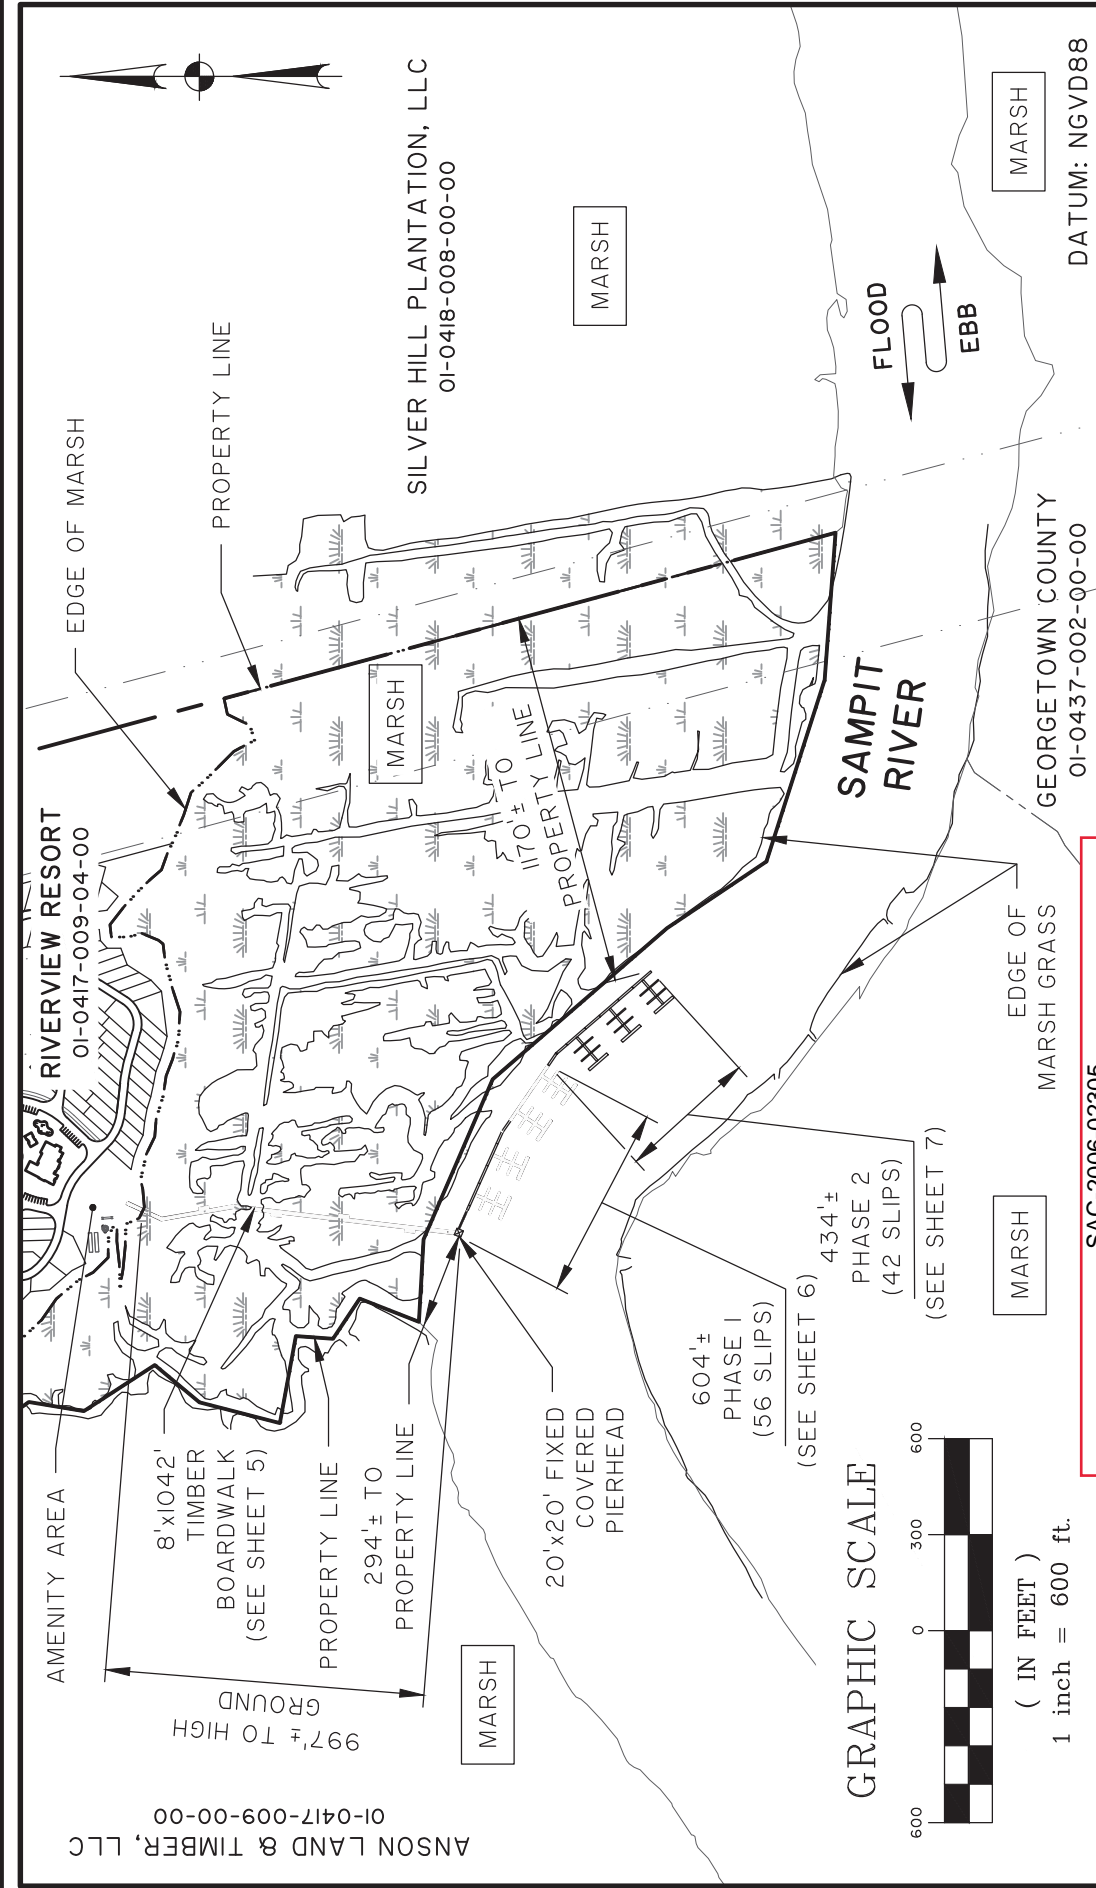 ANSON LAND & TIMBER, LLC
01-0417-009-00-00
997'± TO HIGH
GROUND
AMENITY AREA
8'x1042'
TIMBER
BOARDWALK
(SEE SHEET 5)
PROPERTY LINE
294'± TO
PROPERTY LINE
MARSH
20'x20' FIXED
COVERED
PIERHEAD
604'±
PHASE 1
(56 SLIPS)
(SEE SHEET 6)
434'±
PHASE 2
(42 SLIPS)
(SEE SHEET 7)
MARSH
RIVERVIEW RESORT
01-0417-009-04-00
EDGE OF MARSH
PROPERTY LINE
MARSH
1170'± TO
PROPERTY LINE
SILVER HILL PLANTATION, LLC
01-0418-008-00-00
MARSH
SAMPIT
RIVER
FLOOD
EBB
EDGE OF
MARSH GRASS
GEORGETOWN COUNTY
01-0437-002-00-00
MARSH
DATUM: NGVD88
GRAPHIC SCALE
600
0
300
600
( IN FEET )
1 inch = 600 ft.